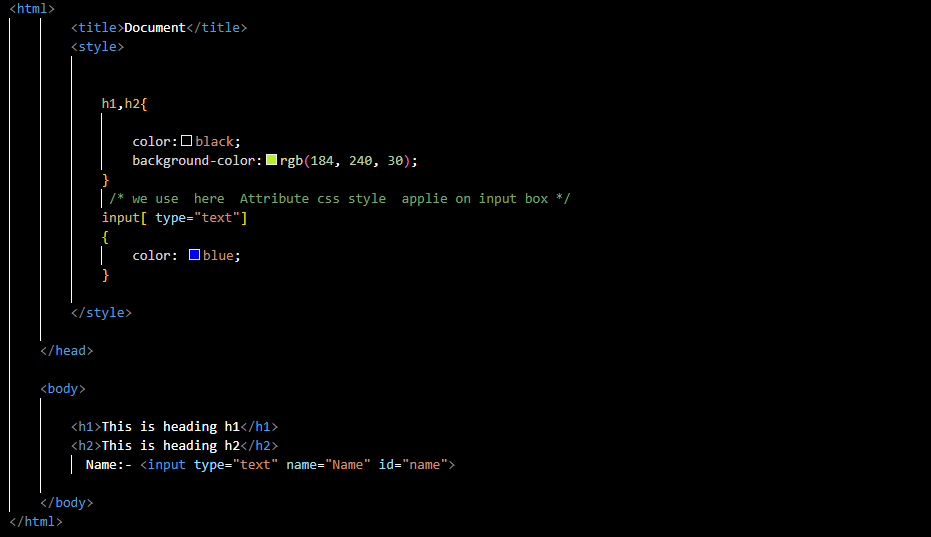 <html>
<title>Document</title>
<style>
h1,h2{
color:black;
background-color:rgb(184, 240, 30);
}
/* we use  here  Attribute css style  applie on input box */
input[ type="text"]
{
color: blue;
}
</style>
</head>
<body>
<h1>This is heading h1</h1>
<h2>This is heading h2</h2>
Name:- <input type="text" name="Name" id="name">
</body>
</html>